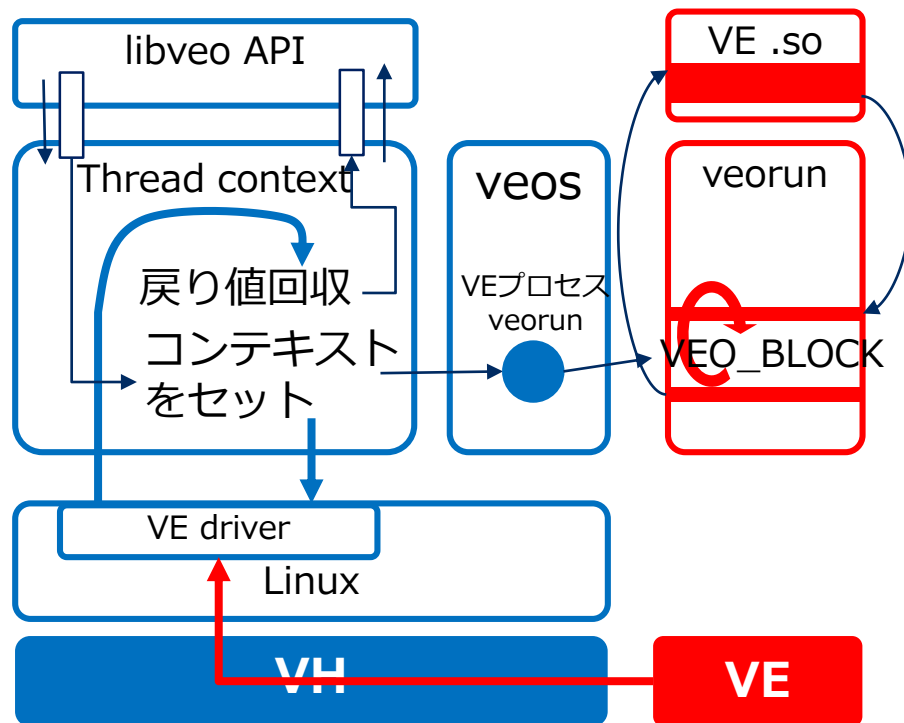 libveo API
Thread context
戻り値回収
コンテキスト
をセット
veos
VEプロセス
veorun
VE .so
veorun
VEO_BLOCK
VE driver
Linux
VH
VE